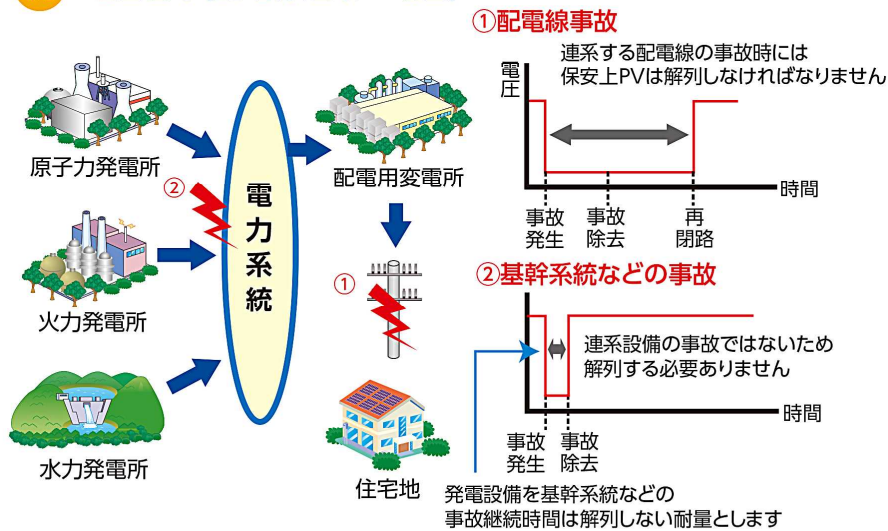 ①配電線事故
連系する配電線の事故時には
保安上PVは解列しなければなりません
電圧
時間
事故
発生
事故
除去
再
閉路
原子力発電所
②
電力系統
配電用変電所
火力発電所
①
水力発電所
住宅地
②基幹系統などの事故
連系設備の事故ではないため
解列する必要ありません
時間
事故
発生
事故
除去
発電設備を基幹系統などの
事故継続時間は解列しない耐量とします